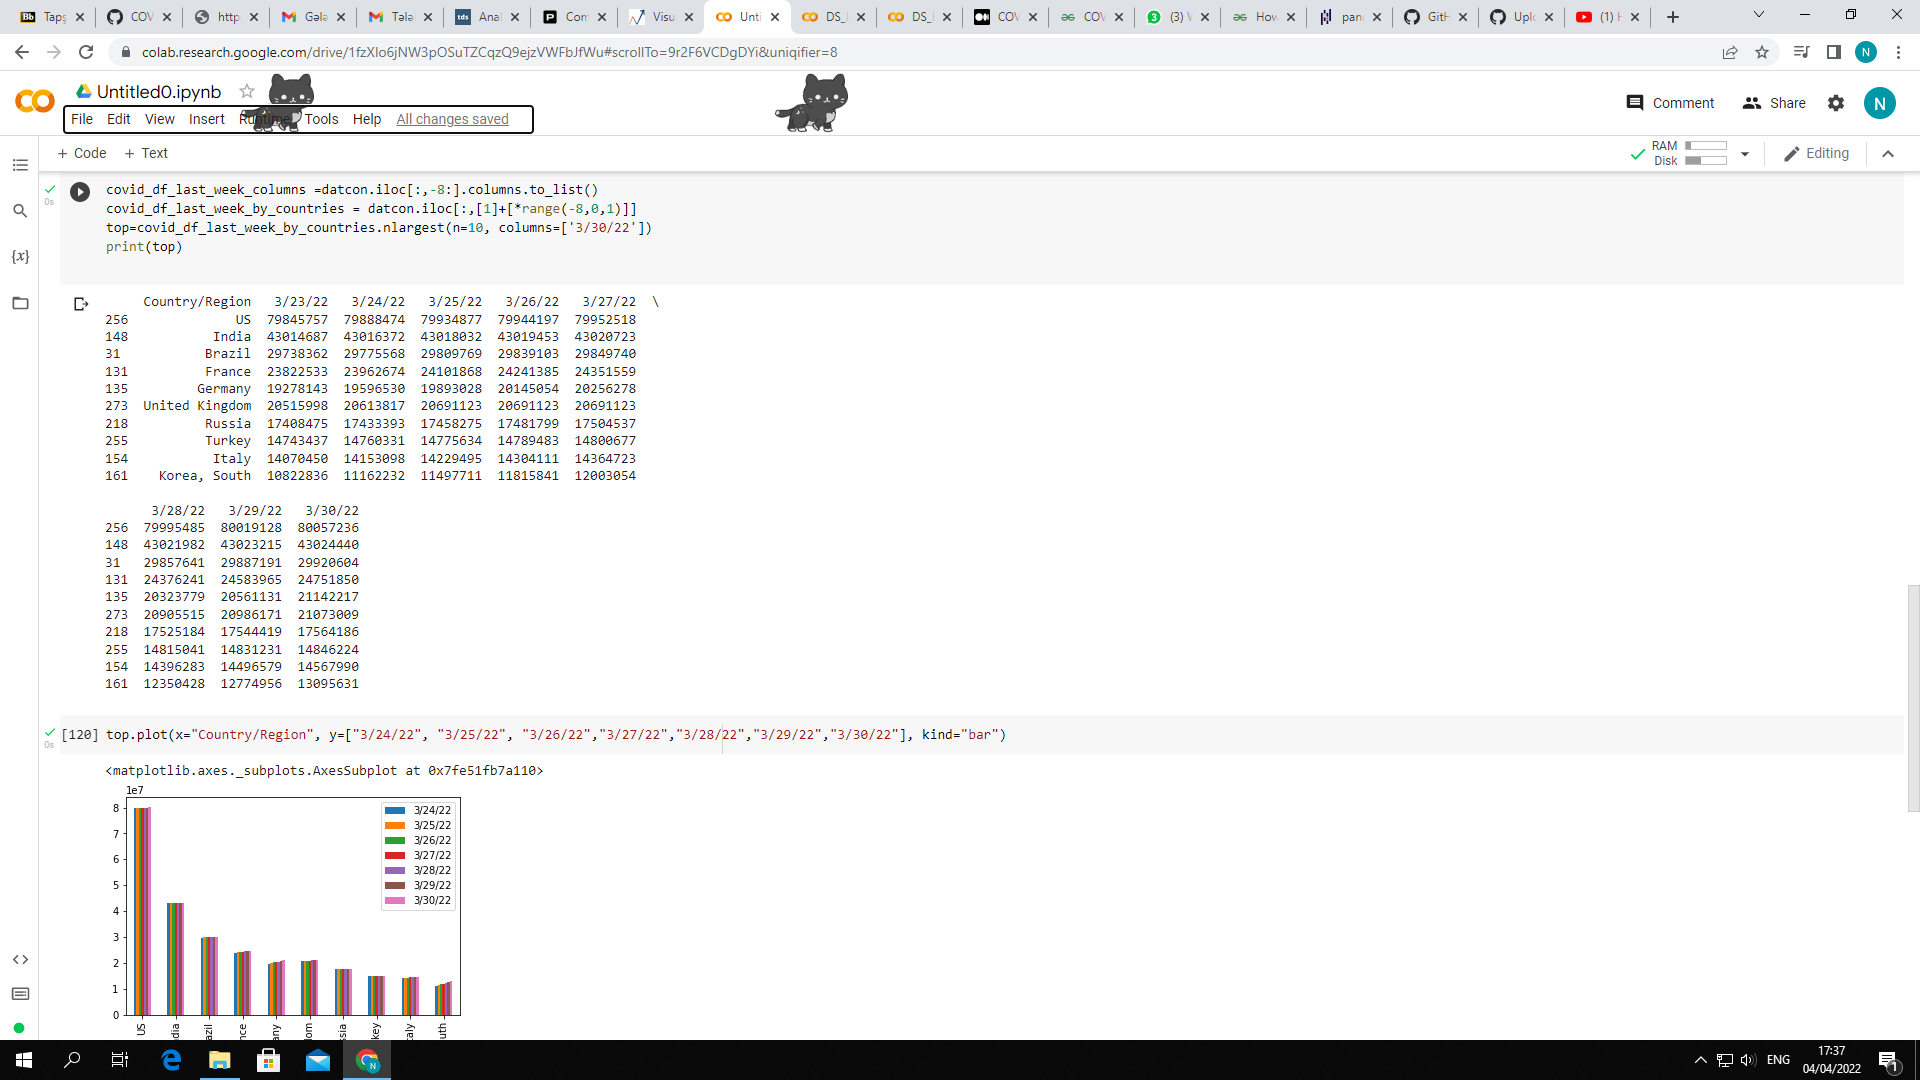 Taps
COV
http
Gələ
Tələ
Anal
Com
Visu
Unti
DS_
DS_
COV
COV
(3) V
How
panc
GitH
Uplo
(1) H
colab.research.google.com/drive/1fzXlo6jNW3pOSuTZCqzQ9ejzVWFbJfWu#scrollTo=9r2F6VCDgDYi&uniqifier=8
Untitled0.ipynb
File Edit View Insert Runtime Tools Help All changes saved
Comment Share N
+ Code + Text
RAM
Disk
Editing
covid_df_last_week_columns =datcon.iloc[:,-8:].columns.to_list()
covid_df_last_week_by_countries = datcon.iloc[:,[1]+[*range(-8,0,1)]]
top=covid_df_last_week_by_countries.nlargest(n=10, columns=['3/30/22'])
print(top)
0s
Country/Region 3/23/22 3/24/22 3/25/22 3/26/22 3/27/22 \
256 US 79845757 79888474 79934877 79944197 79952518
148 India 43014687 43016372 43018032 43019453 43020723
31 Brazil 29738362 29775568 29809769 29839103 29849740
131 France 23822533 23962674 24101868 24241385 24351559
135 Germany 19278143 19596530 19893028 20145054 20256278
273 United Kingdom 20515998 20613817 20691123 20691123 20691123
218 Russia 17408475 17433393 17458275 17481799 17504537
255 Turkey 14743437 14760331 14775634 14789483 14800677
154 Italy 14070450 14153098 14229495 14304111 14364723
161 Korea, South 10822836 11162232 11497711 11815841 12003054
3/28/22 3/29/22 3/30/22
256 79995485 80019128 80057236
148 43021982 43023215 43024440
31 29857641 29887191 29920604
131 24376241 24583965 24751850
135 20323779 20561131 21142217
273 20905515 20986171 21073009
218 17525184 17544419 17564186
255 14815041 14831231 14846224
154 14396283 14496579 14567990
161 12350428 12774956 13095631
[120] top.plot(x="Country/Region", y=["3/24/22", "3/25/22", "3/26/22","3/27/22","3/28/22","3/29/22","3/30/22"], kind="bar")
0s
<matplotlib.axes._subplots.AxesSubplot at 0x7fe51fb7a110>
1e7
8
7
6
5
4
3
2
1
0
3/24/22
3/25/22
3/26/22
3/27/22
3/28/22
3/29/22
3/30/22
US
dia
azil
nce
any
dom
ssia
key
taly
uth
ENG
17:37
04/04/2022
1